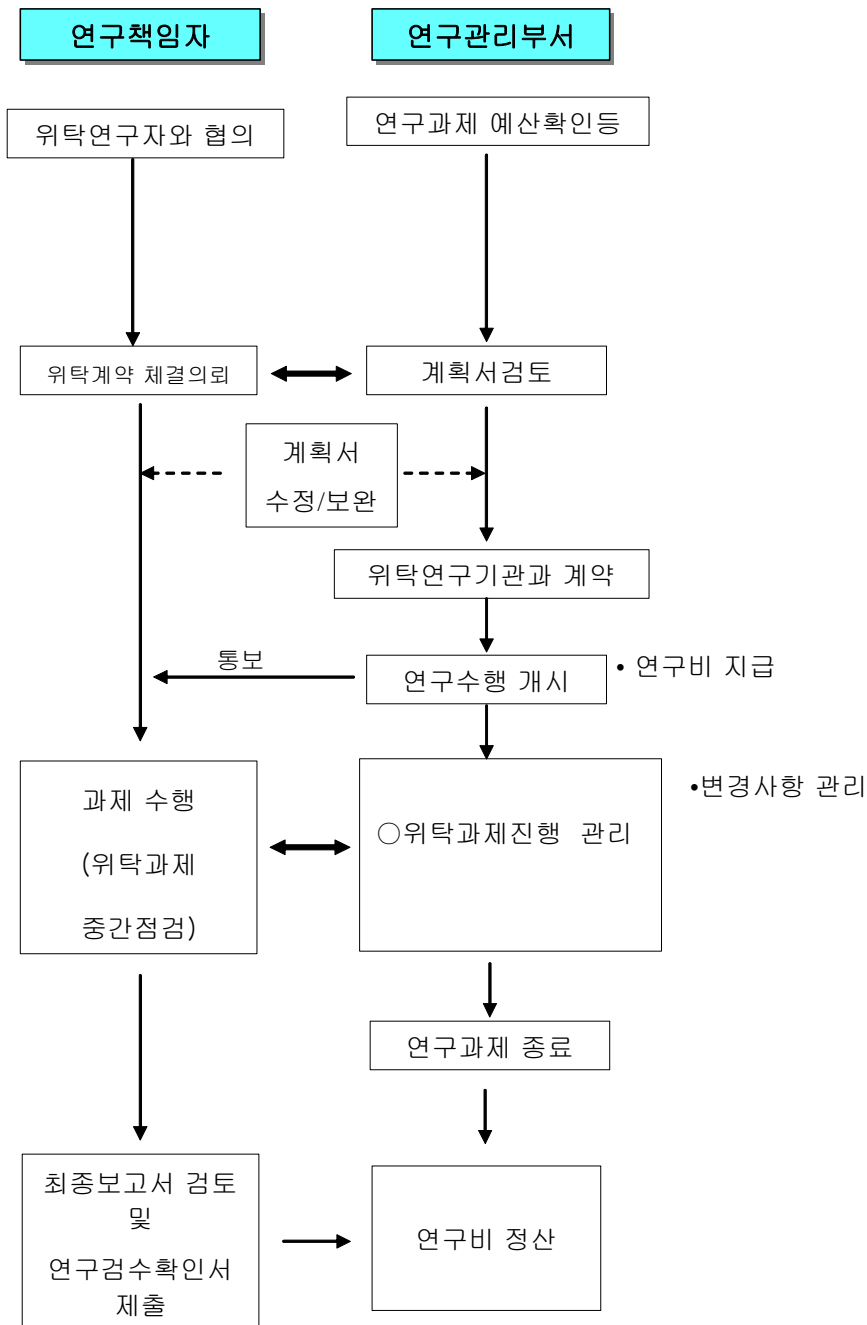 연구책임자
연구관리부서
위탁연구자와 협의
연구과제 예산확인등
위탁계약 체결의뢰
계획서검토
계획서
수정/보완
위탁연구기관과 계약
통보
연구수행 개시
• 연구비 지급
과제 수행
(위탁과제
중간점검)
○위탁과제진행 관리
•변경사항 관리
연구과제 종료
최종보고서 검토
및
연구검수확인서
제출
연구비 정산